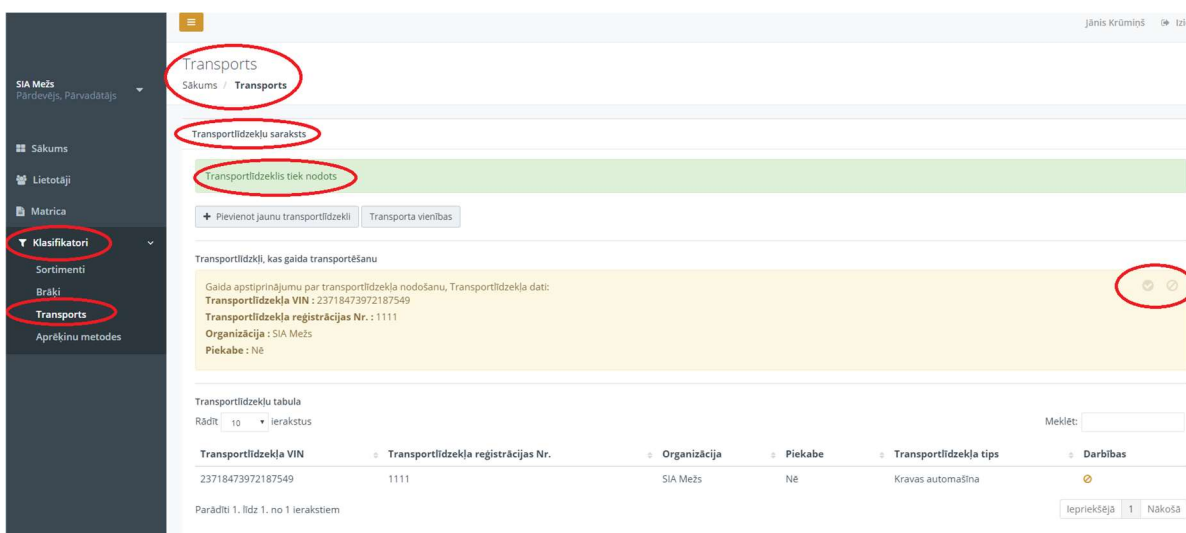 Jānis Krūmiņš
Transports
Sākums / Transports
SIA Mežs
Pārdevējs, Pārvadātājs
Sākums
Lietotāji
Matrica
Klasifikatori
Sortimenti
Brāķi
Transports
Aprēķinu metodes
Transportlīdzekļu saraksts
Transportlīdzeklis tiek nodots
+ Pievienot jaunu transportlīdzekli Transporta vienības
Transportlīdzkļi, kas gaida transportēšanu
Gaida apstiprinājumu par transportlīdzekļa nodošanu, Transportlīdzekļa dati:
Transportlīdzekļa VIN : 23718473972187549
Transportlīdzekļa reģistrācijas Nr. : 1111
Organizācija : SIA Mežs
Piekabe : Nē
Transportlīdzekļu tabula
Rādīt 10 ierakstus Meklēt:
Transportlīdzekļa VIN Transportlīdzekļa reģistrācijas Nr. Organizācija Piekabe Transportlīdzekļa tips Darbības
23718473972187549 1111 SIA Mežs Nē Kravas automašīna
Parādīti 1. līdz 1. no 1 ierakstiem Iepriekšējā 1 Nākošā